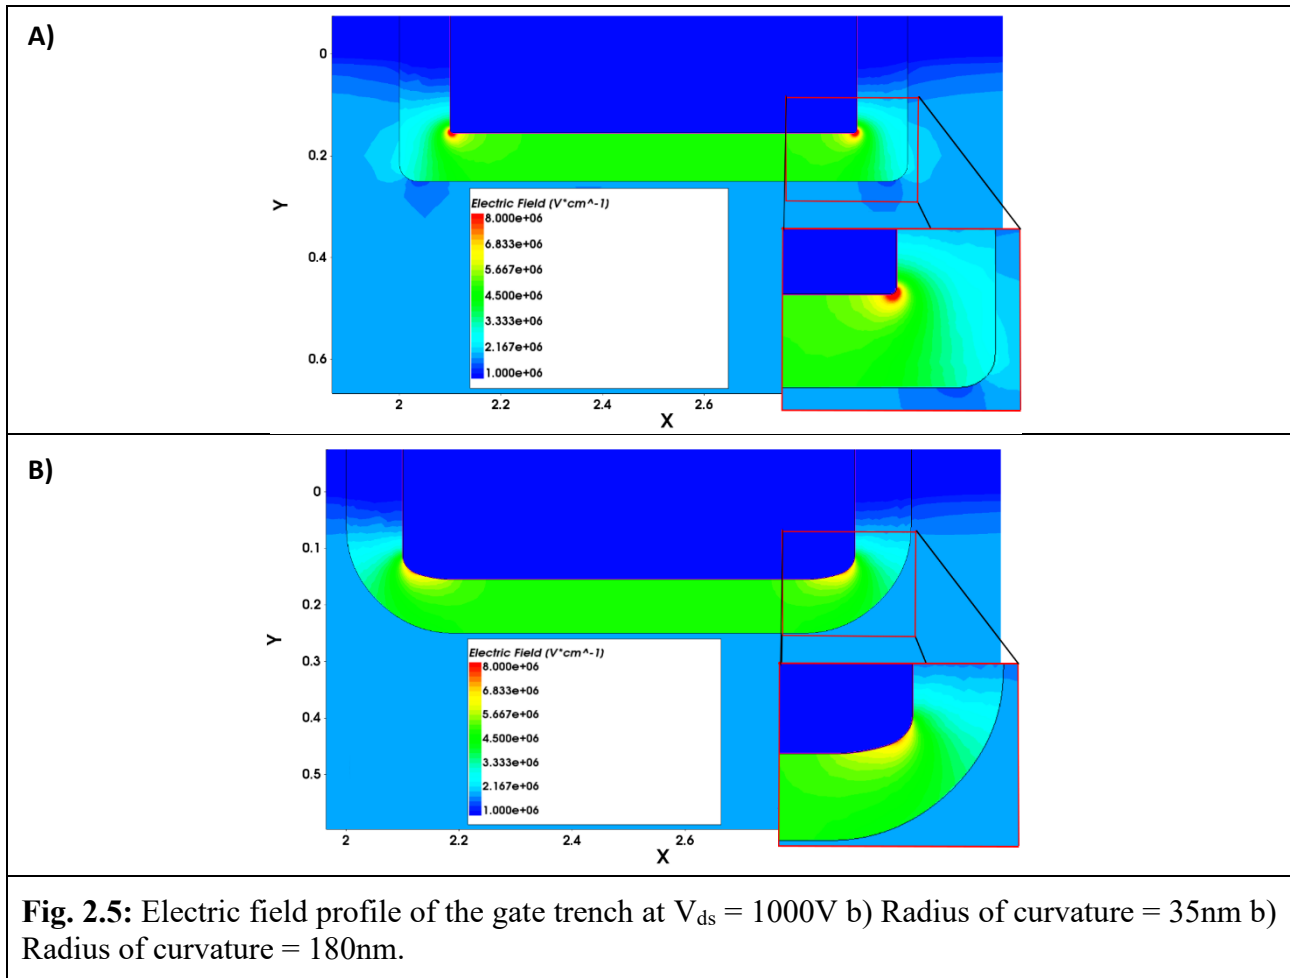 A)
0
0.2
0.4
0.6
Y
Electric Field (V*cm^-1)
8.000e+06
6.833e+06
5.667e+06
4.500e+06
3.333e+06
2.167e+06
1.000e+06
2
2.2
2.4
2.6
X
B)
0
0.1
0.2
0.3
0.4
0.5
Y
Electric Field (V*cm^-1)
8.000e+06
6.833e+06
5.667e+06
4.500e+06
3.333e+06
2.167e+06
1.000e+06
2
2.2
2.4
2.6
X
Fig. 2.5: Electric field profile of the gate trench at Vds = 1000V b) Radius of curvature = 35nm b)
Radius of curvature = 180nm.